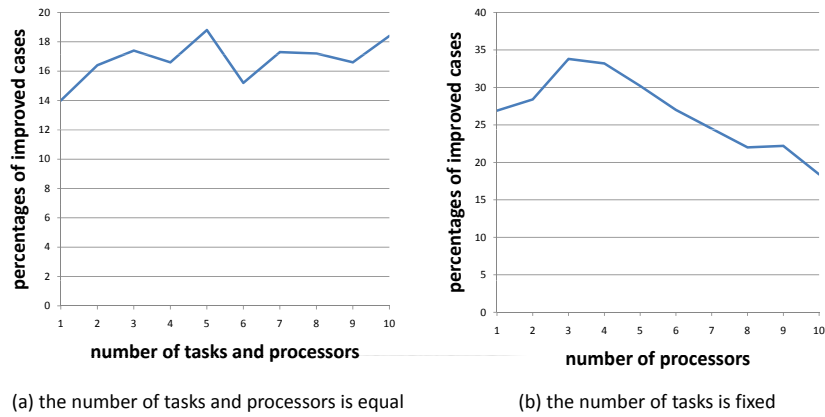 percentages of improved cases
20
18
16
14
12
10
8
6
4
2
0
1 2 3 4 5 6 7 8 9 10
number of tasks and processors
(a) the number of tasks and processors is equal
percentages of improved cases
40
35
30
25
20
15
10
5
0
1 2 3 4 5 6 7 8 9 10
number of processors
(b) the number of tasks is fixed